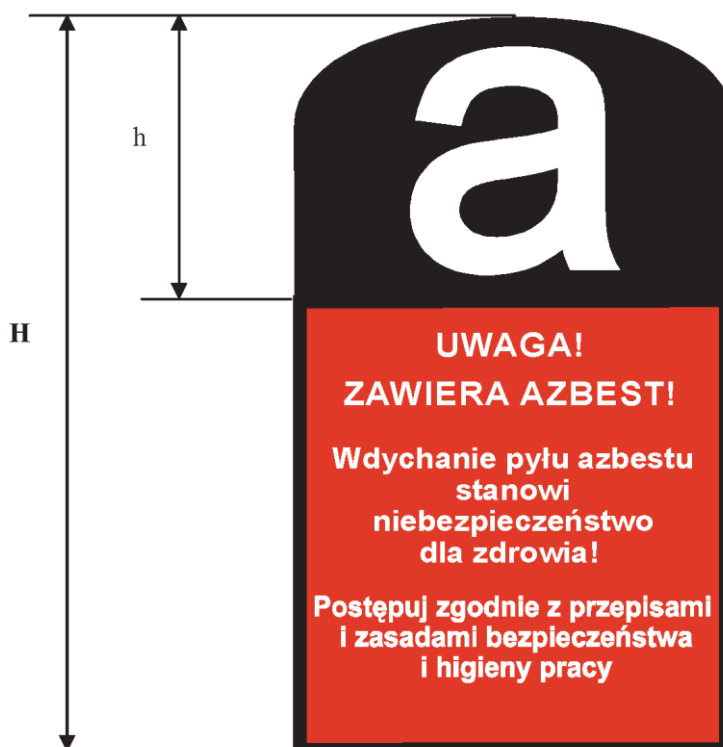 a
h
H
UWAGA!
ZAWIERA AZBEST!
Wdychanie pyłu azbestu
stanowi
niebezpieczeństwo
dla zdrowia!
Postępuj zgodnie z przepisami
i zasadami bezpieczeństwa
i higieny pracy